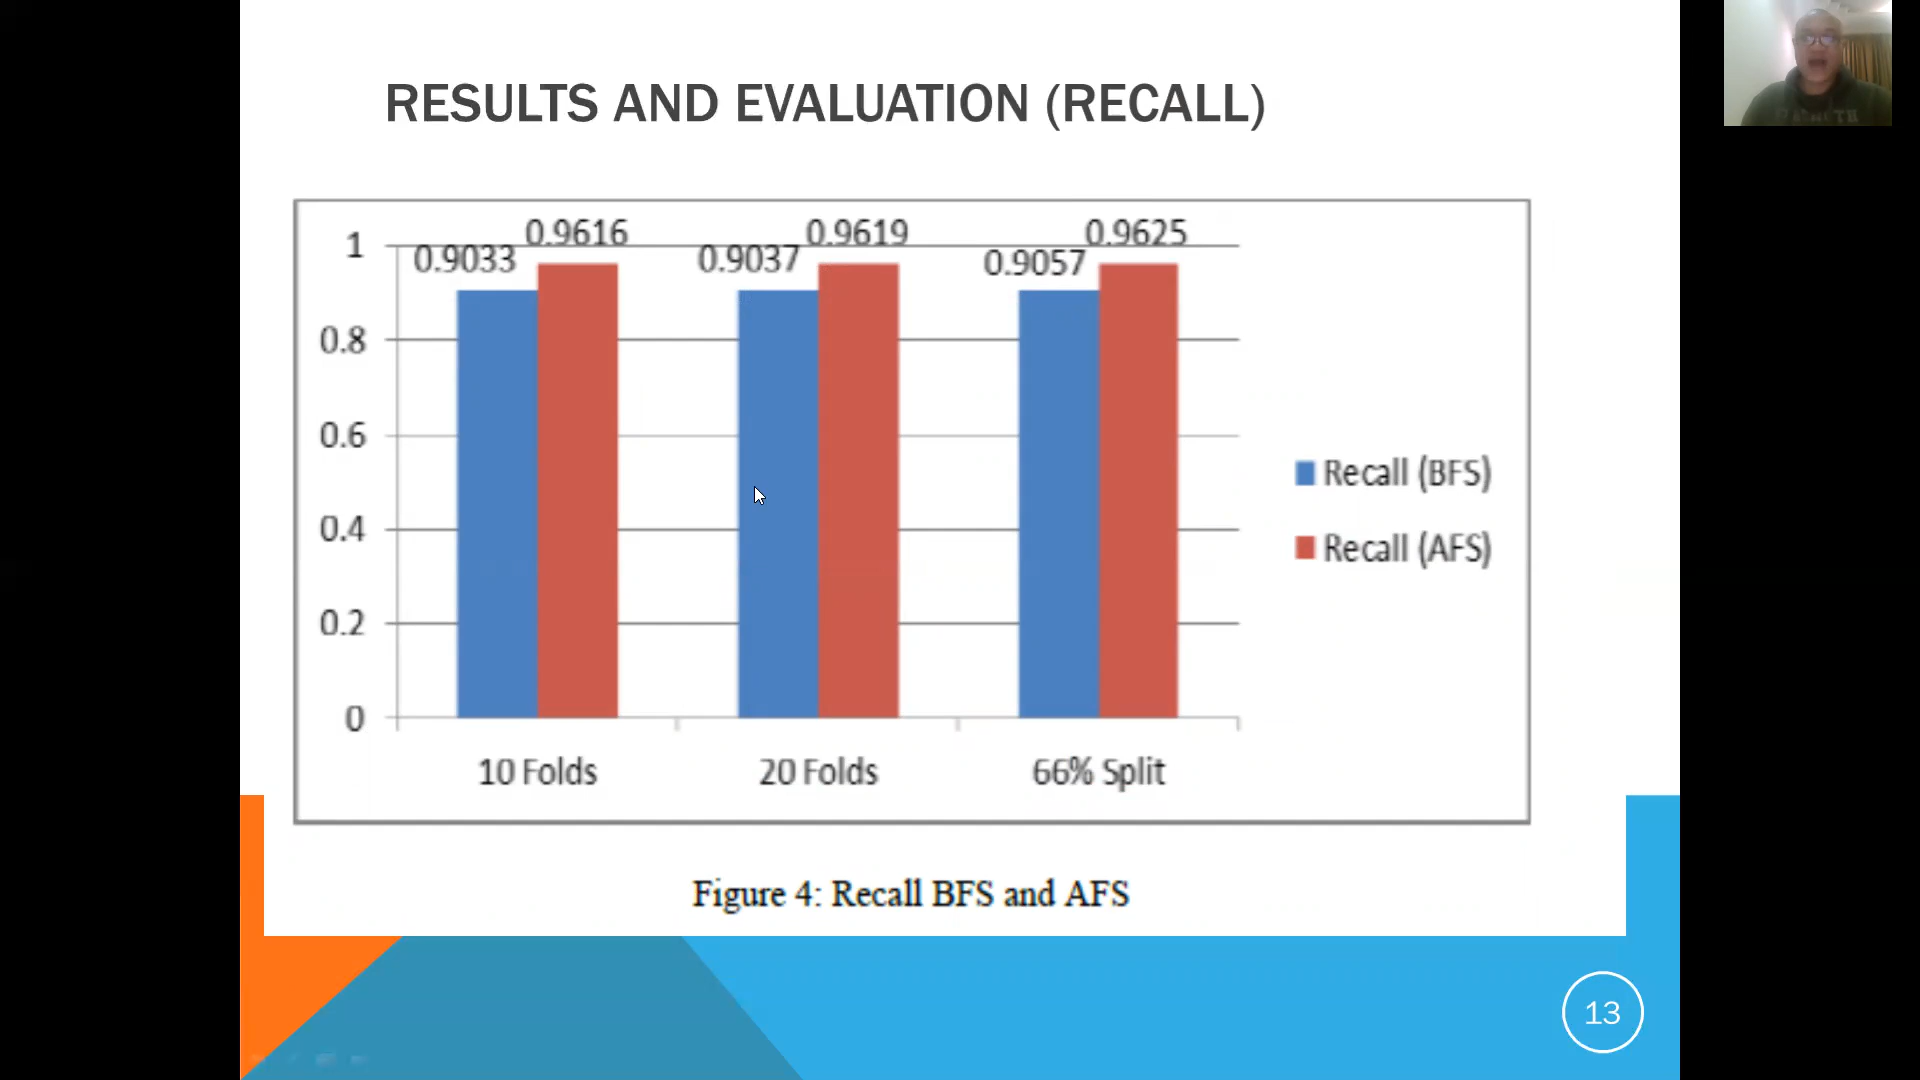 RESULTS AND EVALUATION (RECALL)
0.9616 0.9619 0.9625
1 0.9033 0.9037 0.9057
0.8
0.6
Recall (BFS)
0.4
Recall (AFS)
0.2
0
10 Folds 20 Folds 66% Split
Figure 4: Recall BFS and AFS
13